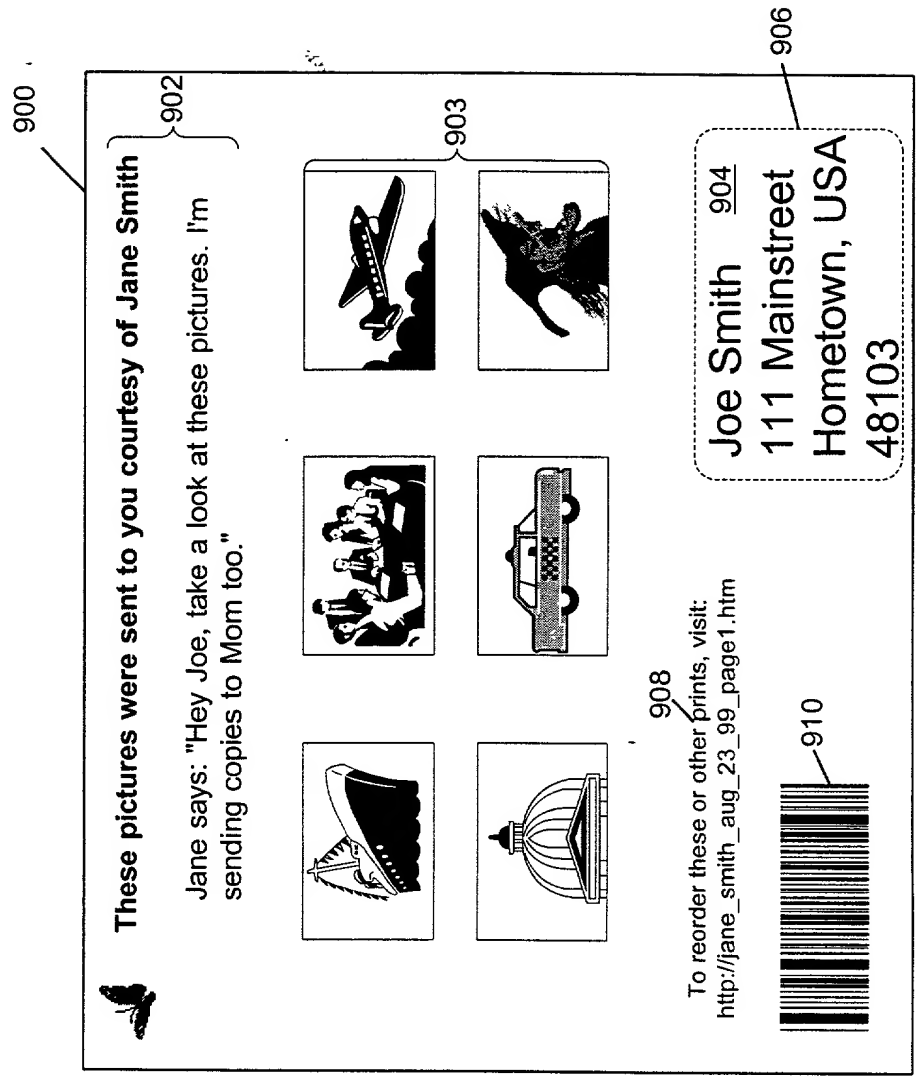 900
These pictures were sent to you courtesy of Jane Smith
902
Jane says: "Hey Joe, take a look at these pictures. I'm
sending copies to Mom too."
903
908
To reorder these or other prints, visit:
http://jane_smith_aug_23_99_page1.htm
910
Joe Smith 904
111 Mainstreet
Hometown, USA
48103
906